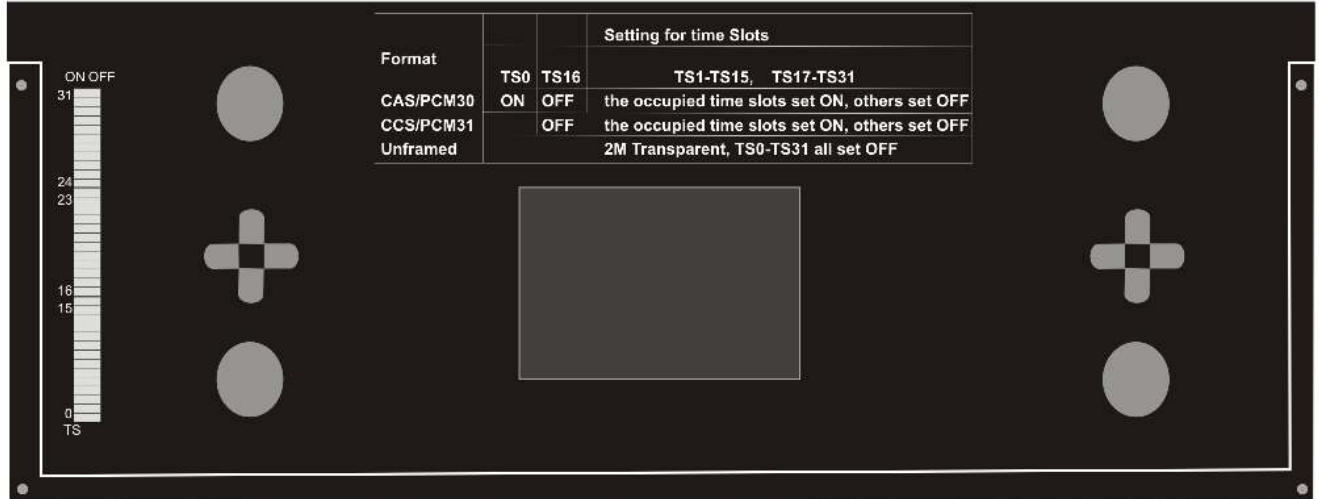 Setting for time Slots
Format
TS0 TS16 TS1-TS15, TS17-TS31
CAS/PCM30 ON OFF the occupied time slots set ON, others set OFF
CCS/PCM31 OFF the occupied time slots set ON, others set OFF
Unframed 2M Transparent, TS0-TS31 all set OFF
ON OFF
31
24
23
16
15
0
TS